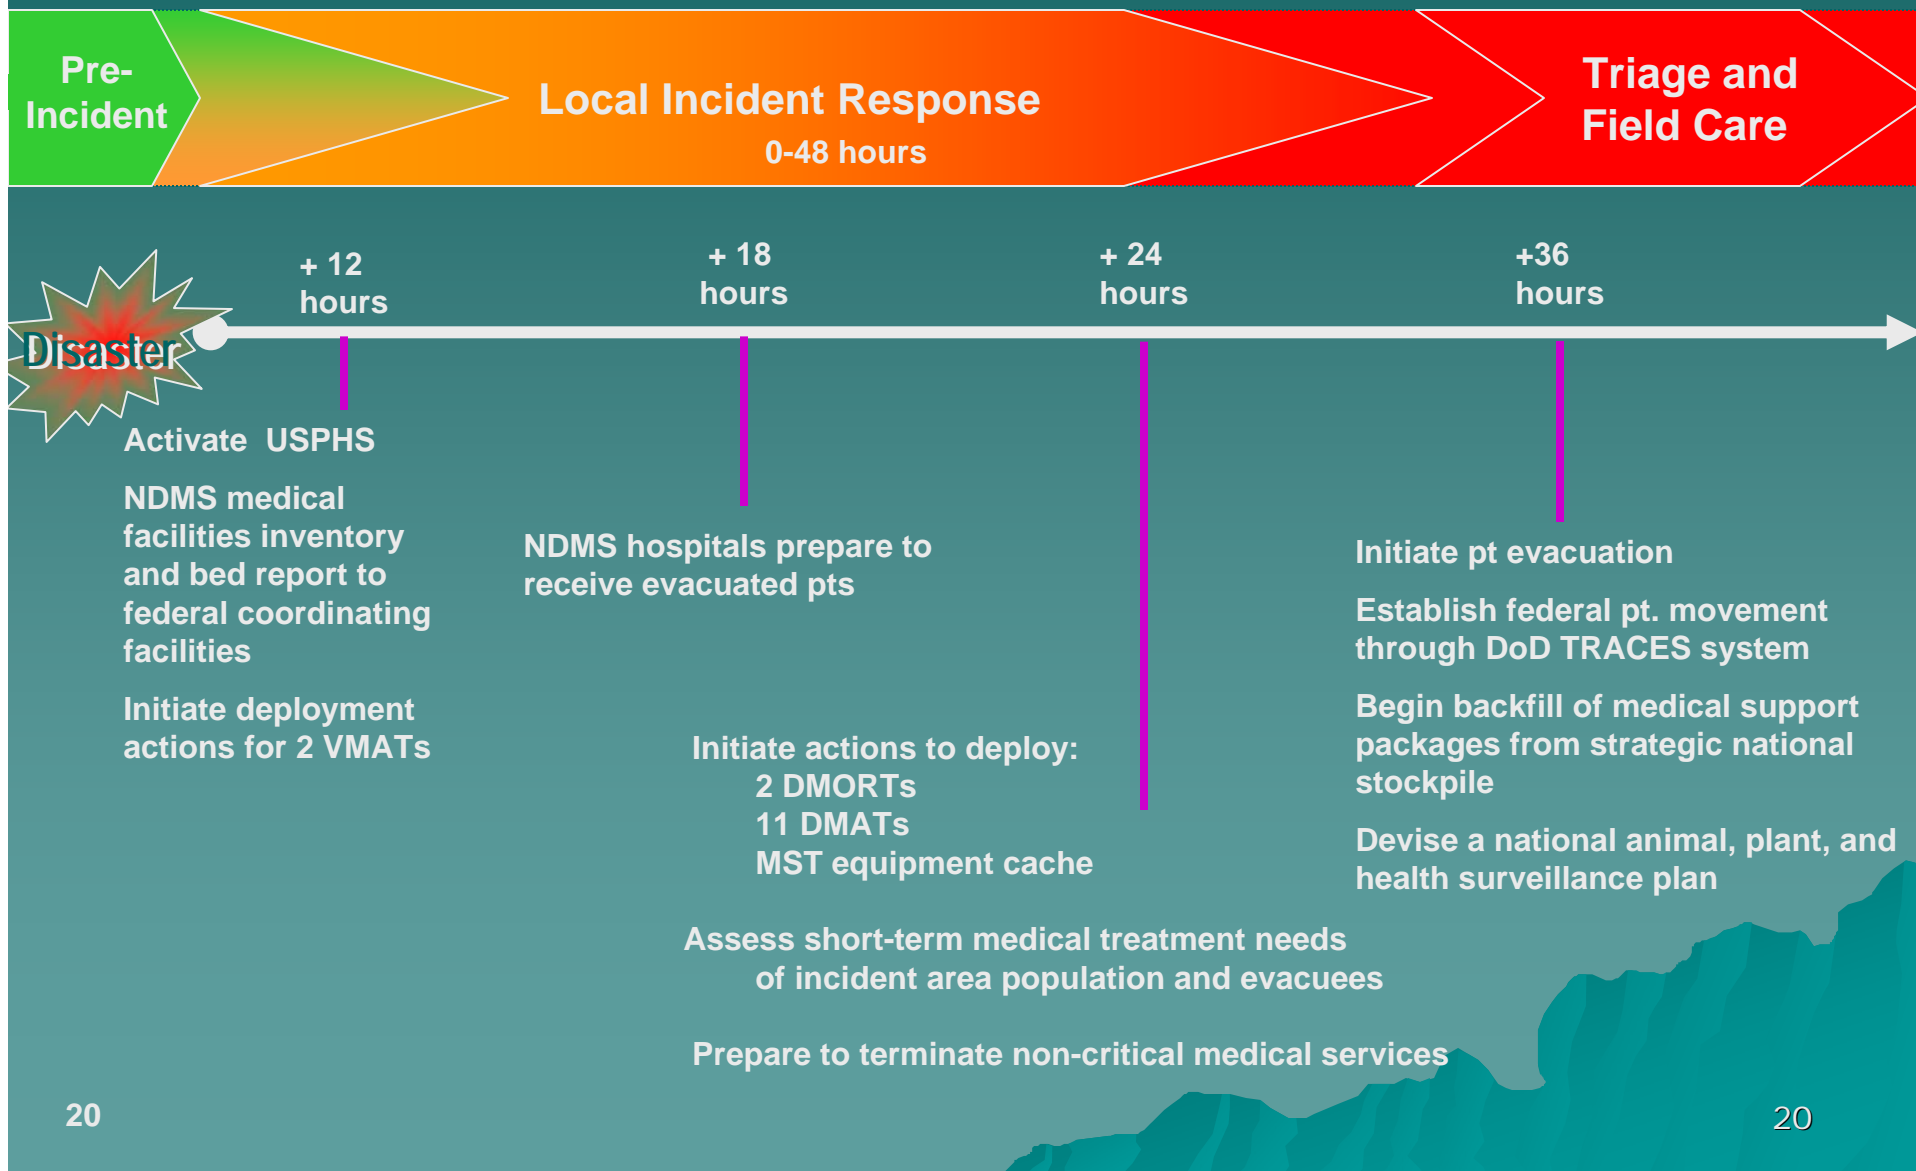 Pre-
Incident
Local Incident Response
0-48 hours
Triage and
Field Care
Disaster
+ 12
hours
+ 18
hours
+ 24
hours
+36
hours
Activate  USPHS
NDMS medical
facilities inventory
and bed report to
federal coordinating
facilities
Initiate deployment
actions for 2 VMATs
NDMS hospitals prepare to
receive evacuated pts
Initiate actions to deploy:
2 DMORTs
11 DMATs
MST equipment cache
Assess short-term medical treatment needs
of incident area population and evacuees
Prepare to terminate non-critical medical services
Initiate pt evacuation
Establish federal pt. movement
through DoD TRACES system
Begin backfill of medical support
packages from strategic national
stockpile
Devise a national animal, plant, and
health surveillance plan
20
20